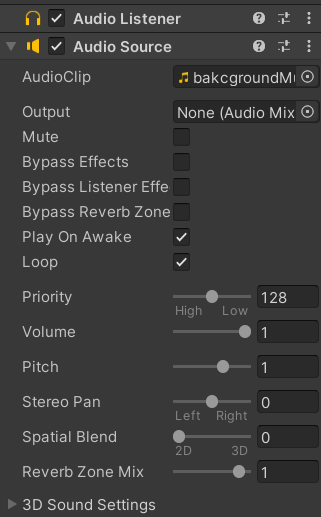 Audio Listener
Audio Source
AudioClip bakcgroundMu
Output None (Audio Mix
Mute
Bypass Effects
Bypass Listener Effe
Bypass Reverb Zone
Play On Awake
Loop
Priority 128
High Low
Volume 1
Pitch 1
Stereo Pan 0
Left Right
Spatial Blend 0
2D 3D
Reverb Zone Mix 1
3D Sound Settings